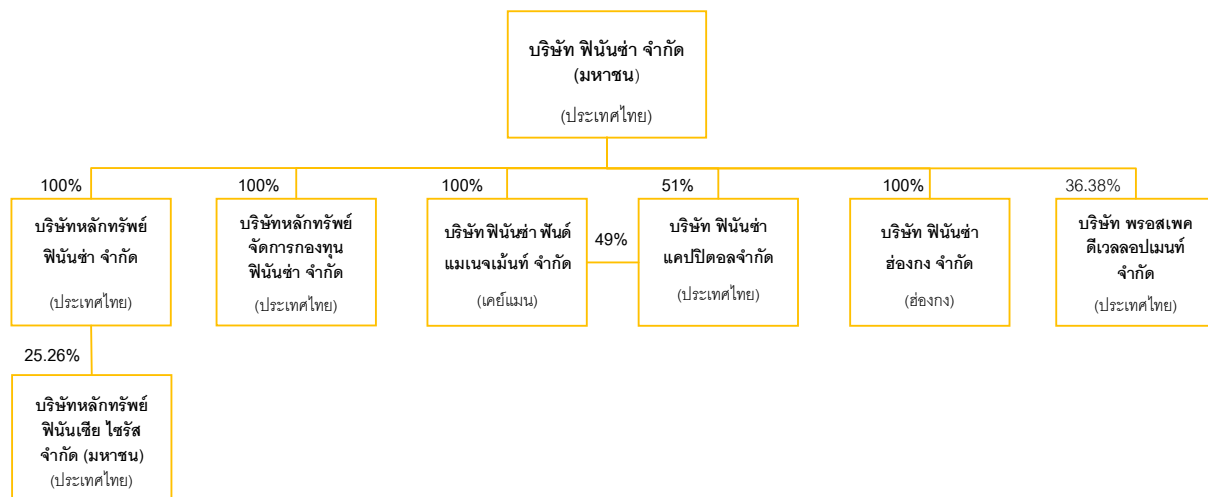 บริษัท ฟินันซ่า จำกัด
(มหาชน)
(ประเทศไทย)
100%
100%
100%
51%
100%
36.38%
บริษัทหลักทรัพย์
ฟินันซ่า จำกัด
(ประเทศไทย)
บริษัทหลักทรัพย์
จัดการกองทุน
ฟินันซ่า จำกัด
(ประเทศไทย)
บริษัท ฟินันซ่า ฟันด์
แมเนจเม้นท์ จำกัด
(เคย์แมน)
49%
บริษัท ฟินันซ่า
แคปปิตอลจำกัด
(ประเทศไทย)
บริษัท ฟินันซ่า
ฮ่องกง จำกัด
(ฮ่องกง)
บริษัท พรอสเพค
ดีเวลลอปเมนท์
จำกัด
(ประเทศไทย)
25.26%
บริษัทหลักทรัพย์
ฟินันเซีย ไซรัส
จำกัด (มหาชน)
(ประเทศไทย)